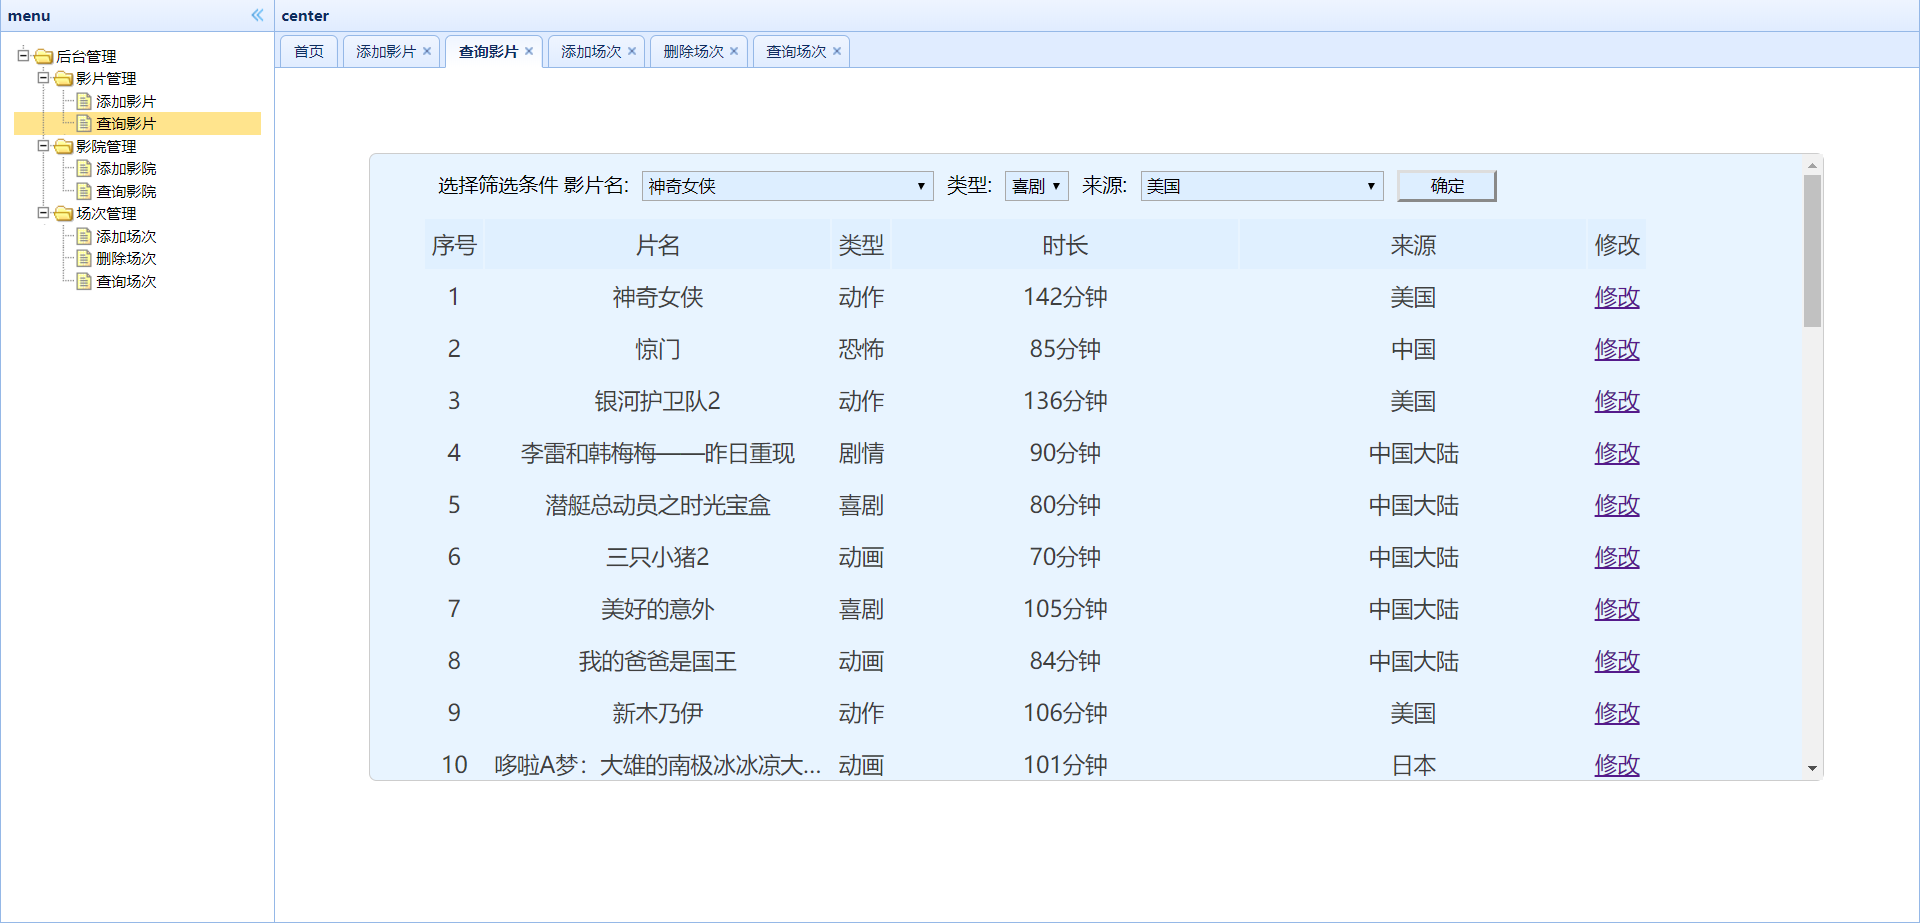 menu
后台管理
影片管理
添加影片
查询影片
影院管理
添加影院
查询影院
场次管理
添加场次
删除场次
查询场次
center
首页 添加影片 查询影片 添加场次 删除场次 查询场次
选择筛选条件 影片名: 神奇女侠 类型: 喜剧 来源: 美国 确定
序号 片名 类型 时长 来源 修改
1 神奇女侠 动作 142分钟 美国 修改
2 惊门 恐怖 85分钟 中国 修改
3 银河护卫队2 动作 136分钟 美国 修改
4 李雷和韩梅梅——昨日重现 剧情 90分钟 中国大陆 修改
5 潜艇总动员之时光宝盒 喜剧 80分钟 中国大陆 修改
6 三只小猪2 动画 70分钟 中国大陆 修改
7 美好的意外 喜剧 105分钟 中国大陆 修改
8 我的爸爸是国王 动画 84分钟 中国大陆 修改
9 新木乃伊 动作 106分钟 美国 修改
10 哆啦A梦：大雄的南极冰冰凉大... 动画 101分钟 日本 修改